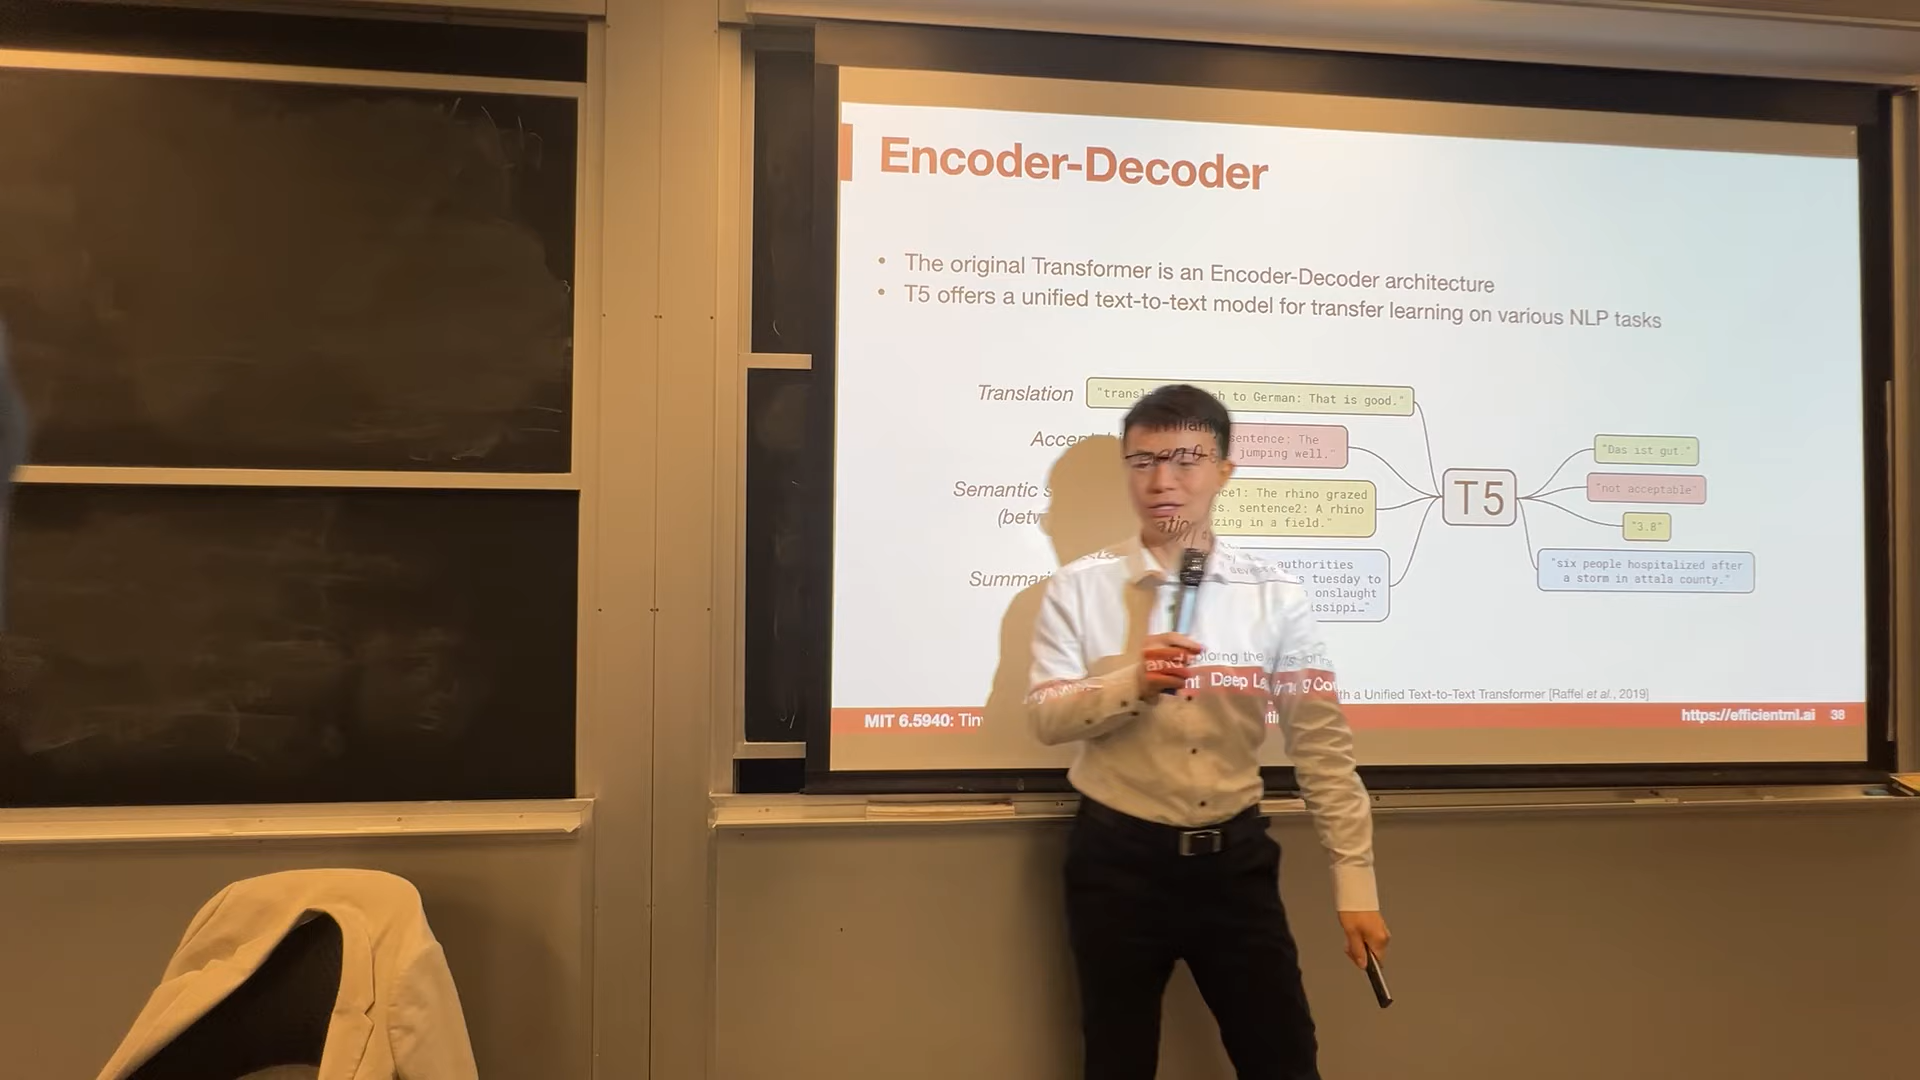 Encoder-Decoder
• The original Transformer is an Encoder-Decoder architecture
• T5 offers a unified text-to-text model for transfer learning on various NLP tasks
Translation
to German: That is good."
sentence: The
jumping well."
Semantic
The rhino grazed
sentence2: A rhino
in a field."
authorities
tuesday to
onslaught
T5
"Das ist gut."
"not acceptable"
"3.8"
"six people hospitalized after
a storm in attala county."
a Unified Text-to-Text Transformer [Raffel et al., 2019]
MIT 6.5940: Deep https://efficientml.ai 38